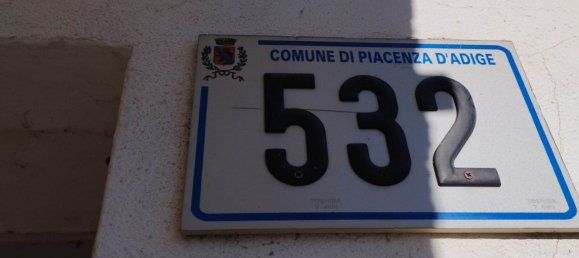 COMUNE DI PIACENZA D'ADIGE
532